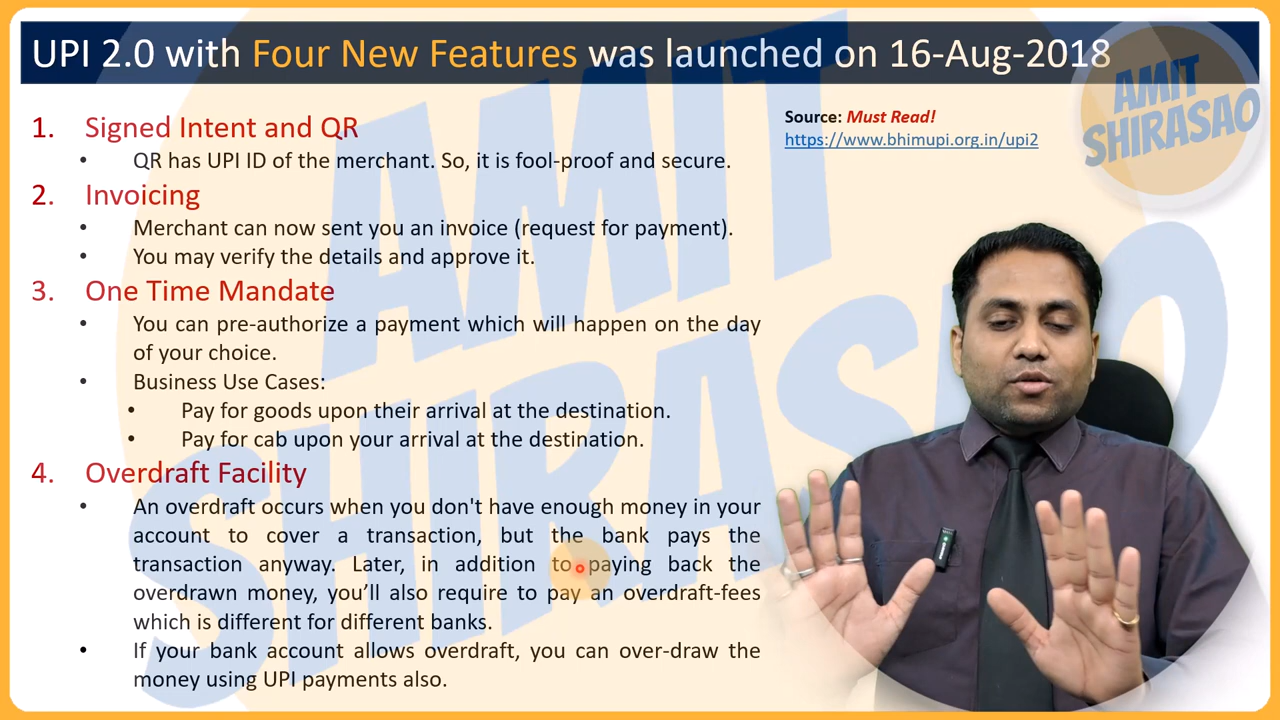 UPI 2.0 with Four New Features was launched on 16-Aug-2018
AMIT
SHIRASAO
Source: Must Read!
https://www.bhimupi.org.in/upi2
1. Signed Intent and QR
• QR has UPI ID of the merchant. So, it is fool-proof and secure.
2. Invoicing
• Merchant can now sent you an invoice (request for payment).
• You may verify the details and approve it.
3. One Time Mandate
• You can pre-authorize a payment which will happen on the day
of your choice.
• Business Use Cases:
• Pay for goods upon their arrival at the destination.
• Pay for cab upon your arrival at the destination.
4. Overdraft Facility
• An overdraft occurs when you don't have enough money in your
account to cover a transaction, but the bank pays the
transaction anyway. Later, in addition to paying back the
overdrawn money, you’ll also require to pay an overdraft-fees
which is different for different banks.
• If your bank account allows overdraft, you can over-draw the
money using UPI payments also.
AMIT
SHIRASAO